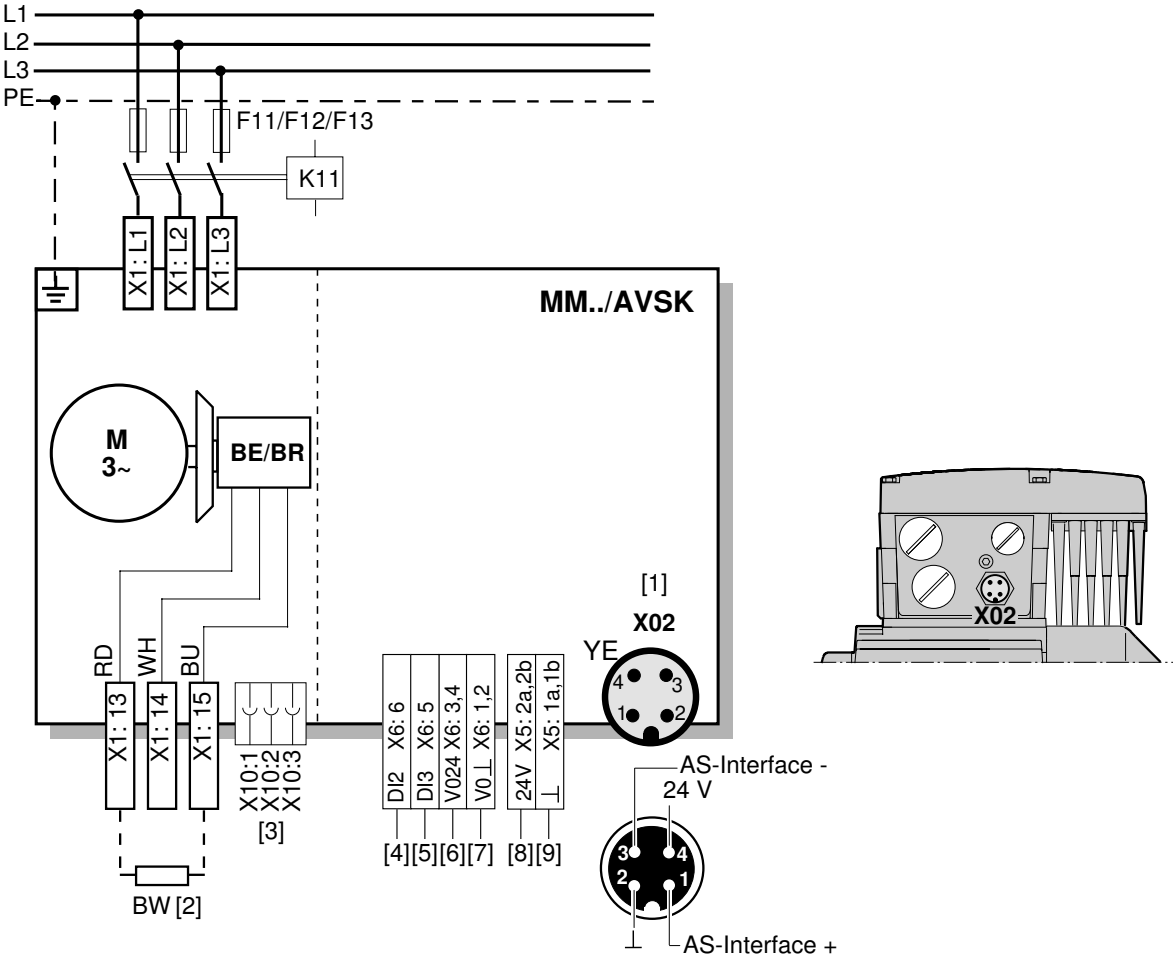 L1
L2
L3
PE
F11/F12/F13
K11
X1: L1
X1: L2
X1: L3
MM../AVSK
M
3~
BE/BR
[1]
X02
YE
4
3
1
2
RD
WH
BU
X1: 13
X1: 14
X1: 15
X10:1
X10:2
X10:3
[3]
DI2 X6: 6
DI3 X6: 5
V024 X6: 3,4
V0⊥ X6: 1,2
24V X5: 2a,2b
⊥ X5: 1a,1b
[4][5][6][7] [8][9]
BW [2]
AS-Interface -
24 V
3
4
2
1
⊥
AS-Interface +
X02